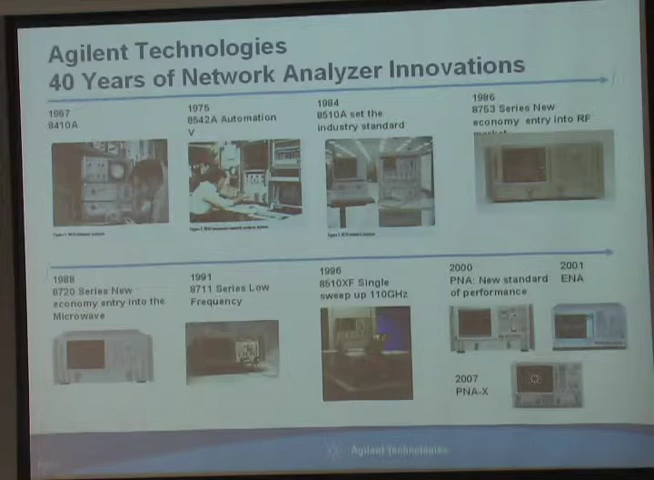 Agilent Technologies
40 Years of Network Analyzer Innovations
1967
8410A
1975
8542A Automation
V
1984
8510A set the
industry standard
1986
8753 Series New
economy entry into RF
market
1988
8720 Series New
economy entry into the
Microwave
1991
8711 Series Low
Frequency
1996
8510XF Single
sweep up 110GHz
2000
PNA: New standard
of performance
2001
ENA
2007
PNA-X
Agilent Technologies